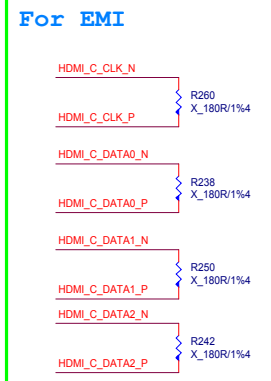 For EMI
HDMI_C_CLK_N
R260
X_180R/1%4
HDMI_C_CLK_P
HDMI_C_DATA0_N
R238
X_180R/1%4
HDMI_C_DATA0_P
HDMI_C_DATA1_N
R250
X_180R/1%4
HDMI_C_DATA1_P
HDMI_C_DATA2_N
R242
X_180R/1%4
HDMI_C_DATA2_P